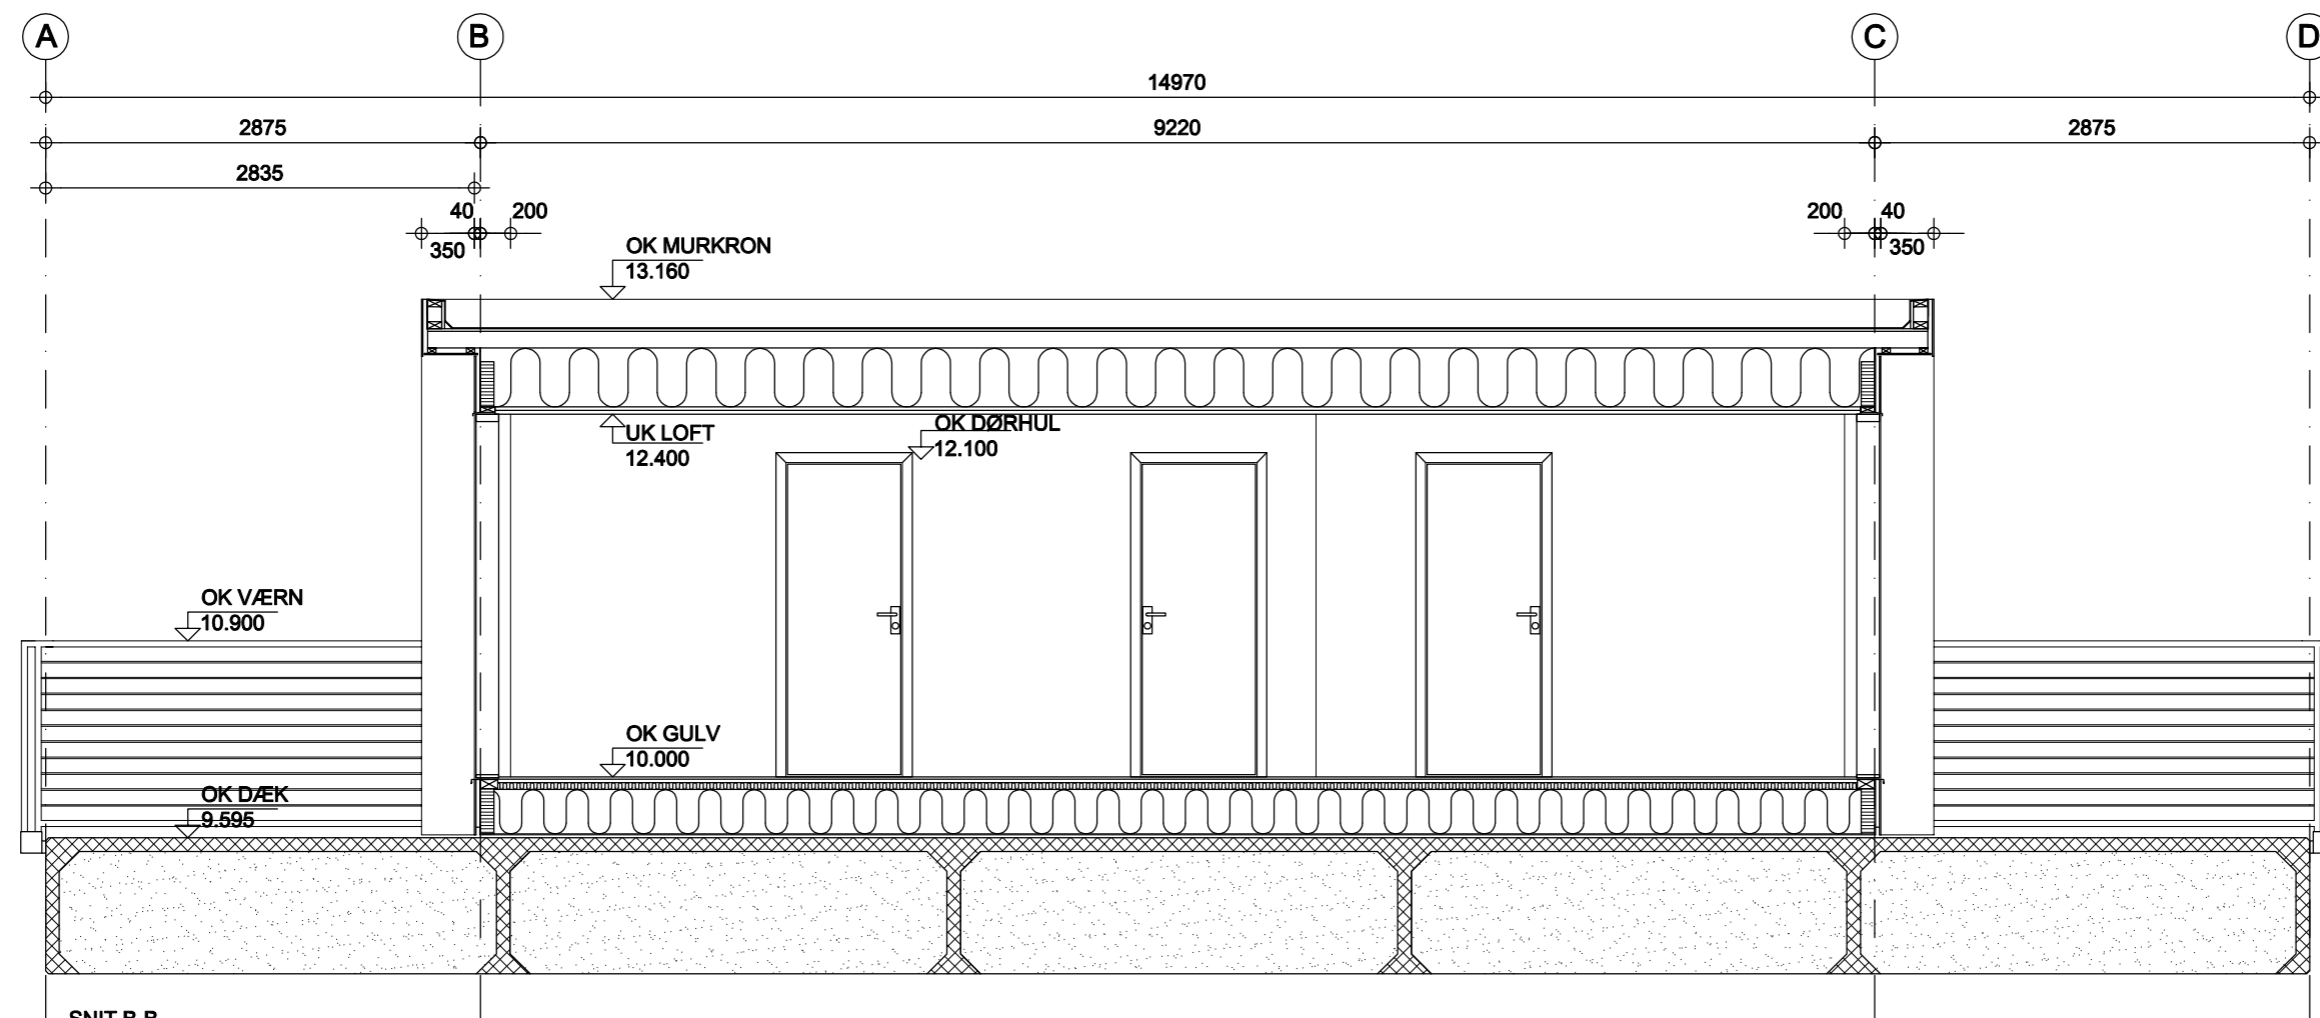 A B C D
14970
2875 9220 2875
2835
40 200 200 40
350 350
OK MURKRON
13.160
UK LOFT
12.400
OK DØRHUL
12.100
OK VÆRN
10.900
OK GULV
10.000
OK DÆK
9.595
SNIT B-B